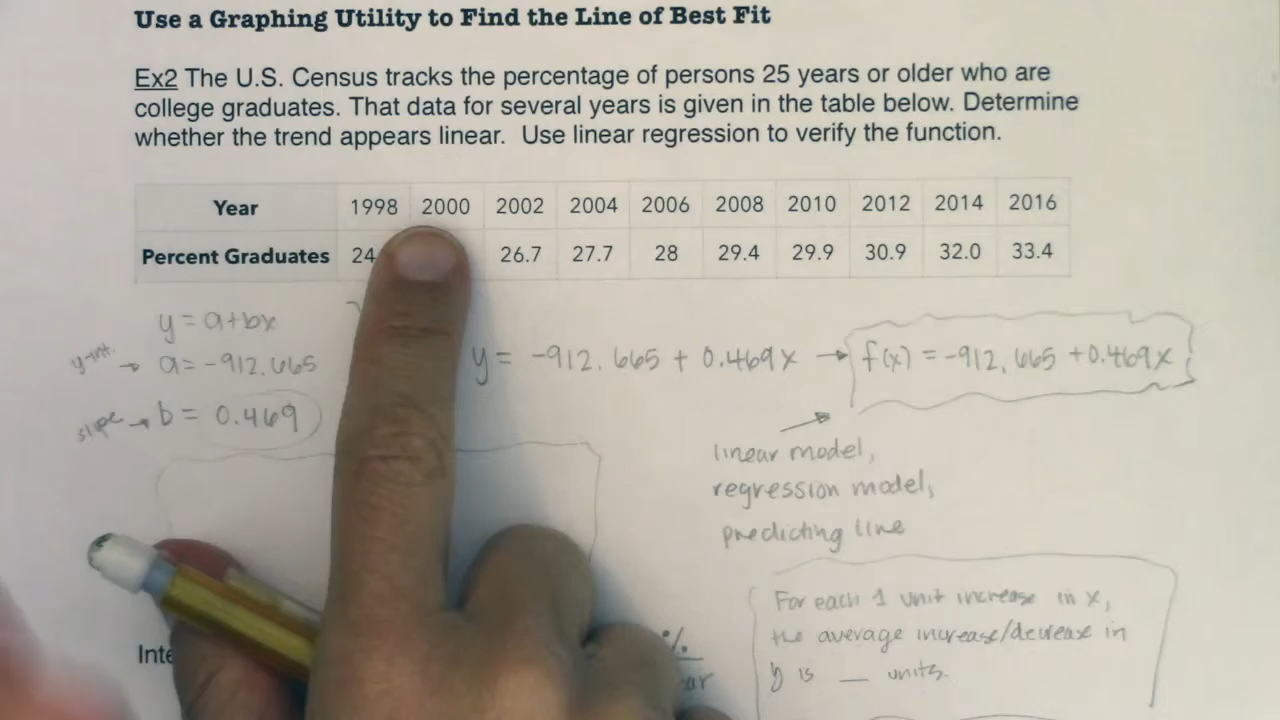 Use a Graphing Utility to Find the Line of Best Fit
Ex2 The U.S. Census tracks the percentage of persons 25 years or older who are
college graduates. That data for several years is given in the table below. Determine
whether the trend appears linear. Use linear regression to verify the function.
Year 1998 2000 2002 2004 2006 2008 2010 2012 2014 2016
Percent Graduates 24 26.7 27.7 28 29.4 29.9 30.9 32.0 33.4
y = a+bx
y-int. → a = -912.665
slope → b = 0.469
y = -912.665 + 0.469x → f(x) = -912.665 + 0.469x
linear model,
regression model,
predicting line
For each 1 unit increase in x,
the average increase/decrease in
y is __ units.
Inte
%